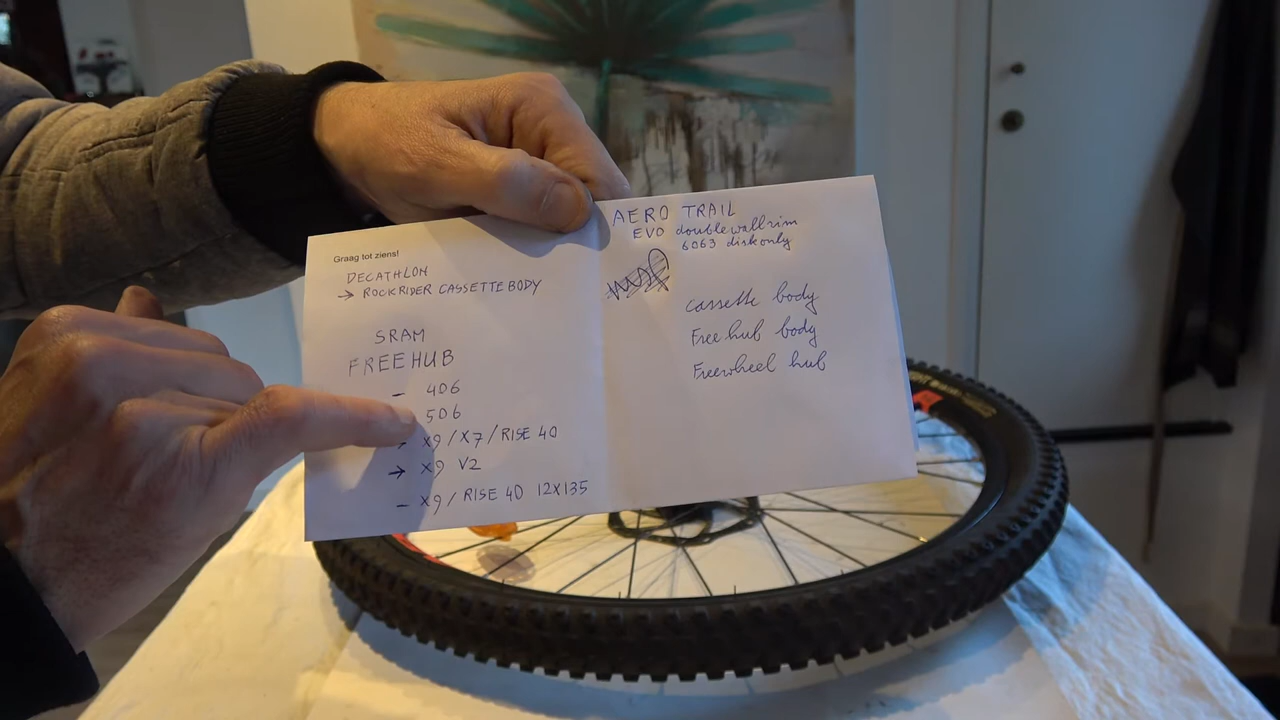 Graag tot ziens!
DECATHLON
→ ROCKRIDER CASSETTE BODY
SRAM
FREEHUB
- 406
506
→ X9/X7/RISE 40
→ X9 V2
- X9/RISE 40 12X135
AERO TRAIL
EVO double wall rim
6063 disk only
cassette body
Free hub body
Freewheel hub